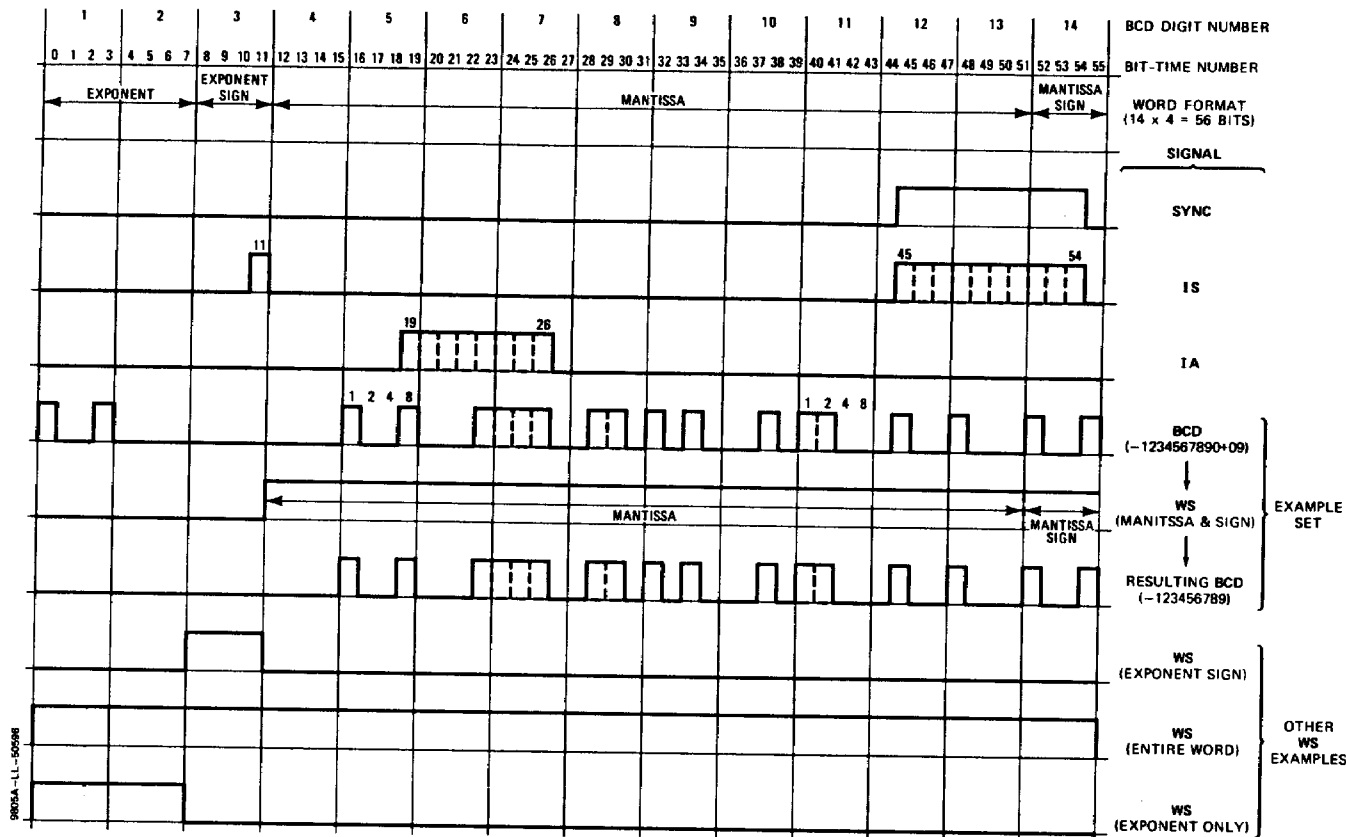 1 2 3 4 5 6 7 8 9 10 11 12 13 14 BCD DIGIT NUMBER
0 1 2 3 4 5 6 7 8 9 10 11 12 13 14 15 16 17 18 19 20 21 22 23 24 25 26 27 28 29 30 31 32 33 34 35 36 37 38 39 40 41 42 43 44 45 46 47 48 49 50 51 52 53 54 55 BIT-TIME NUMBER
EXPONENT
EXPONENT
SIGN
MANTISSA
MANTISSA
SIGN
WORD FORMAT
(14 x 4 = 56 BITS)
SIGNAL
SYNC
11
45 54
IS
19 26
IA
1 2 4 8
1 2 4 8
BCD
(-1234567890+09)
MANTISSA
MANTISSA
SIGN
WS
(MANITSSA & SIGN)
RESULTING BCD
(-123456789)
EXAMPLE
SET
WS
(EXPONENT SIGN)
WS
(ENTIRE WORD)
WS
(EXPONENT ONLY)
OTHER
WS
EXAMPLES
9805A-LL-50598